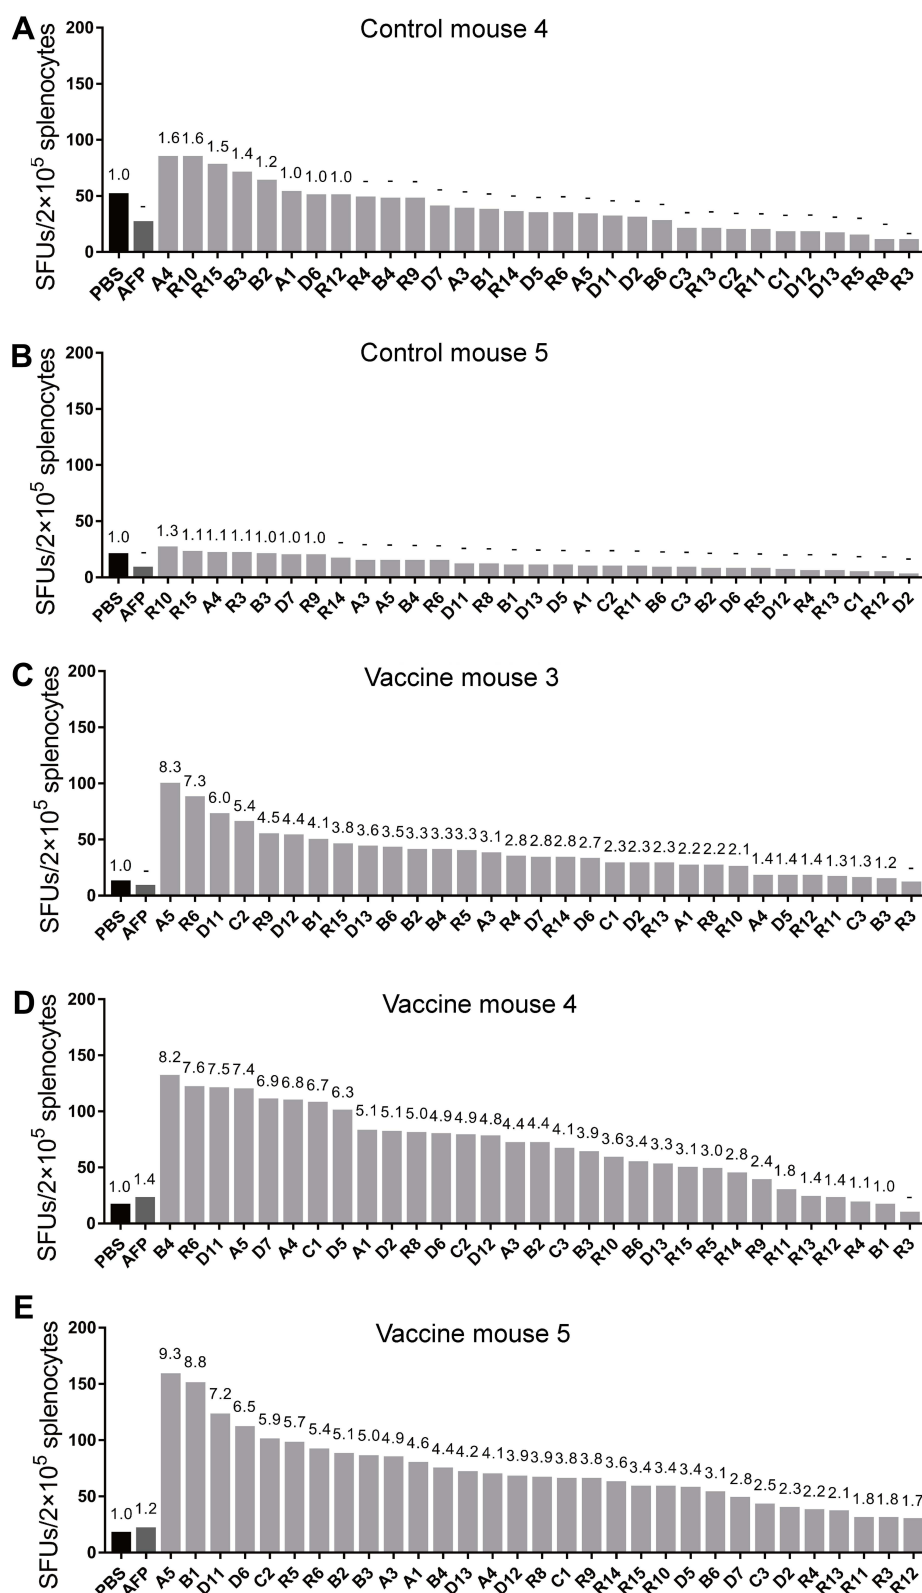 A
Control mouse 4
SFUs/2×10⁵ splenocytes
200
150
100
50
0
1.0 - 1.6 1.6 1.5 1.4 1.2 1.0 1.0 1.0 - - - - - - - - - - - - - - - - - - - - - -
PBS AFP A4 R10 R15 B3 B2 A1 D6 R12 R4 B4 R9 D7 A3 B1 R14 D5 R6 A5 D11 D2 B6 C3 R13 C2 R11 C1 D12 D13 R5 R8 R3
B
Control mouse 5
SFUs/2×10⁵ splenocytes
200
150
100
50
0
1.0 - 1.3 1.1 1.1 1.1 1.0 1.0 1.0 - - - - - - - - - - - - - - - - - - - - - - - -
PBS AFP R10 R15 A4 R3 B3 D7 R9 R14 A3 A5 B4 R6 D11 R8 B1 D13 D5 A1 C2 R11 B6 C3 B2 D6 R5 D12 R4 R13 C1 R12 D2
C
Vaccine mouse 3
SFUs/2×10⁵ splenocytes
200
150
100
50
0
1.0 - 8.3 7.3 6.0 5.4 4.5 4.4 4.1 3.8 3.6 3.5 3.3 3.3 3.3 3.1 2.8 2.8 2.8 2.7 2.3 2.3 2.3 2.2 2.2 2.1 1.4 1.4 1.4 1.3 1.3 1.2 -
PBS AFP A5 R6 D11 C2 R9 D12 B1 R15 D13 B6 B2 B4 R5 A3 R4 D7 R14 D6 C1 D2 R13 A1 R8 R10 A4 D5 R12 R11 C3 B3 R3
D
Vaccine mouse 4
SFUs/2×10⁵ splenocytes
200
150
100
50
0
1.0 1.4 8.2 7.6 7.5 7.4 6.9 6.8 6.7 6.3 5.1 5.1 5.0 4.9 4.9 4.8 4.4 4.4 4.1 3.9 3.6 3.4 3.3 3.1 3.0 2.8 2.4 1.8 1.4 1.4 1.1 1.0 -
PBS AFP B4 R6 D11 A5 D7 A4 C1 D5 A1 D2 R8 D6 C2 D12 A3 B2 C3 B3 R10 B6 D13 R15 R5 R14 R9 R11 R13 R12 R4 B1 R3
E
Vaccine mouse 5
SFUs/2×10⁵ splenocytes
200
150
100
50
0
1.0 1.2 9.3 8.8 7.2 6.5 5.9 5.7 5.4 5.1 5.0 4.9 4.6 4.4 4.2 4.1 3.9 3.9 3.8 3.8 3.6 3.4 3.4 3.4 3.1 2.8 2.5 2.3 2.2 2.1 1.8 1.8 1.7
PBS AFP A5 B1 D11 D6 C2 R5 R6 B2 B3 A3 A1 B4 D13 A4 D12 R8 C1 R9 R14 R15 R10 D5 B6 D7 C3 D2 R4 R13 R11 R3 R12